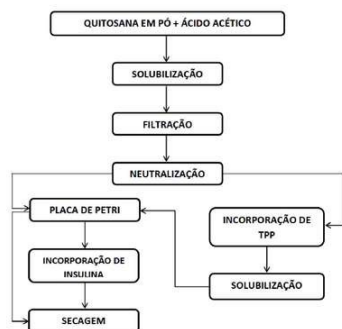 QUITOSANA EM PÓ + ÁCIDO ACÉTICO
SOLUBILIZAÇÃO
FILTRAÇÃO
NEUTRALIZAÇÃO
PLACA DE PETRI
INCORPORAÇÃO DE
TPP
INCORPORAÇÃO DE
INSULINA
SOLUBILIZAÇÃO
SECAGEM